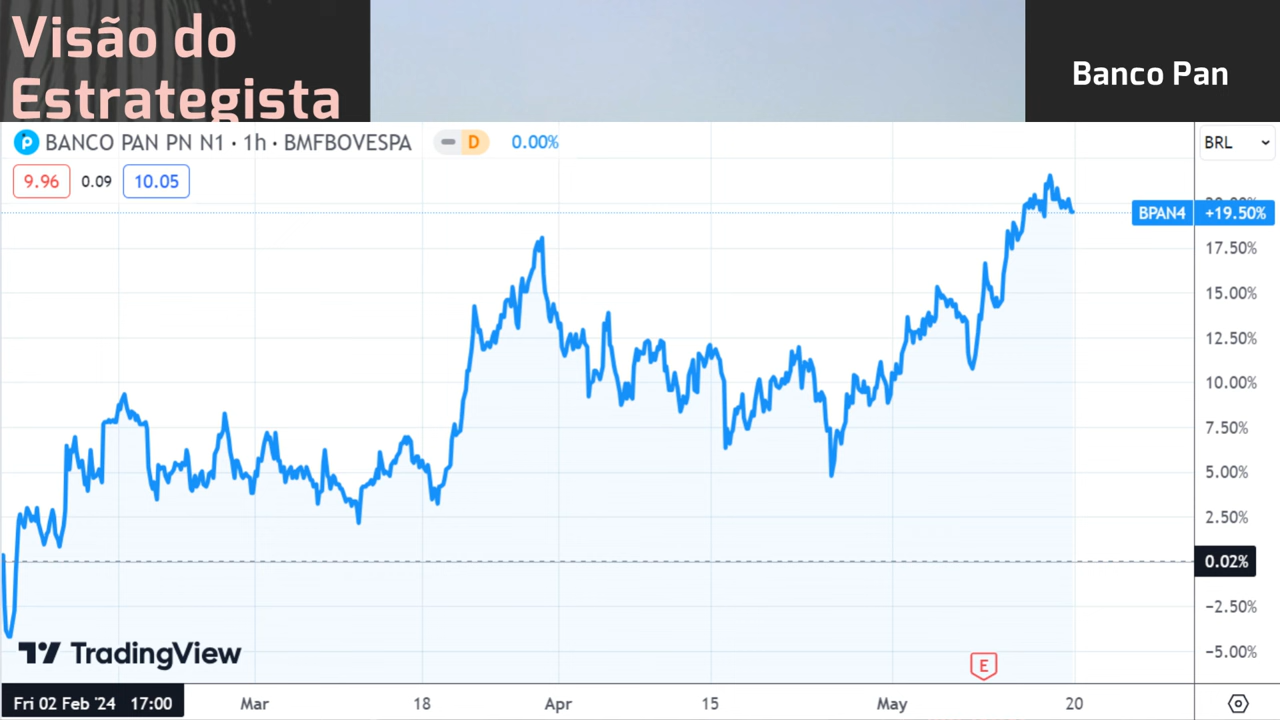 Visão do
Estrategista
Banco Pan
BANCO PAN PN N1 · 1h · BMFBOVESPA
D
0.00%
BRL
9.96
0.09
10.05
20.00%
BPAN4
+19.50%
17.50%
15.00%
12.50%
10.00%
7.50%
5.00%
2.50%
0.02%
−2.50%
−5.00%
TradingView
E
Fri 02 Feb '24 17:00
Mar
18
Apr
15
May
20